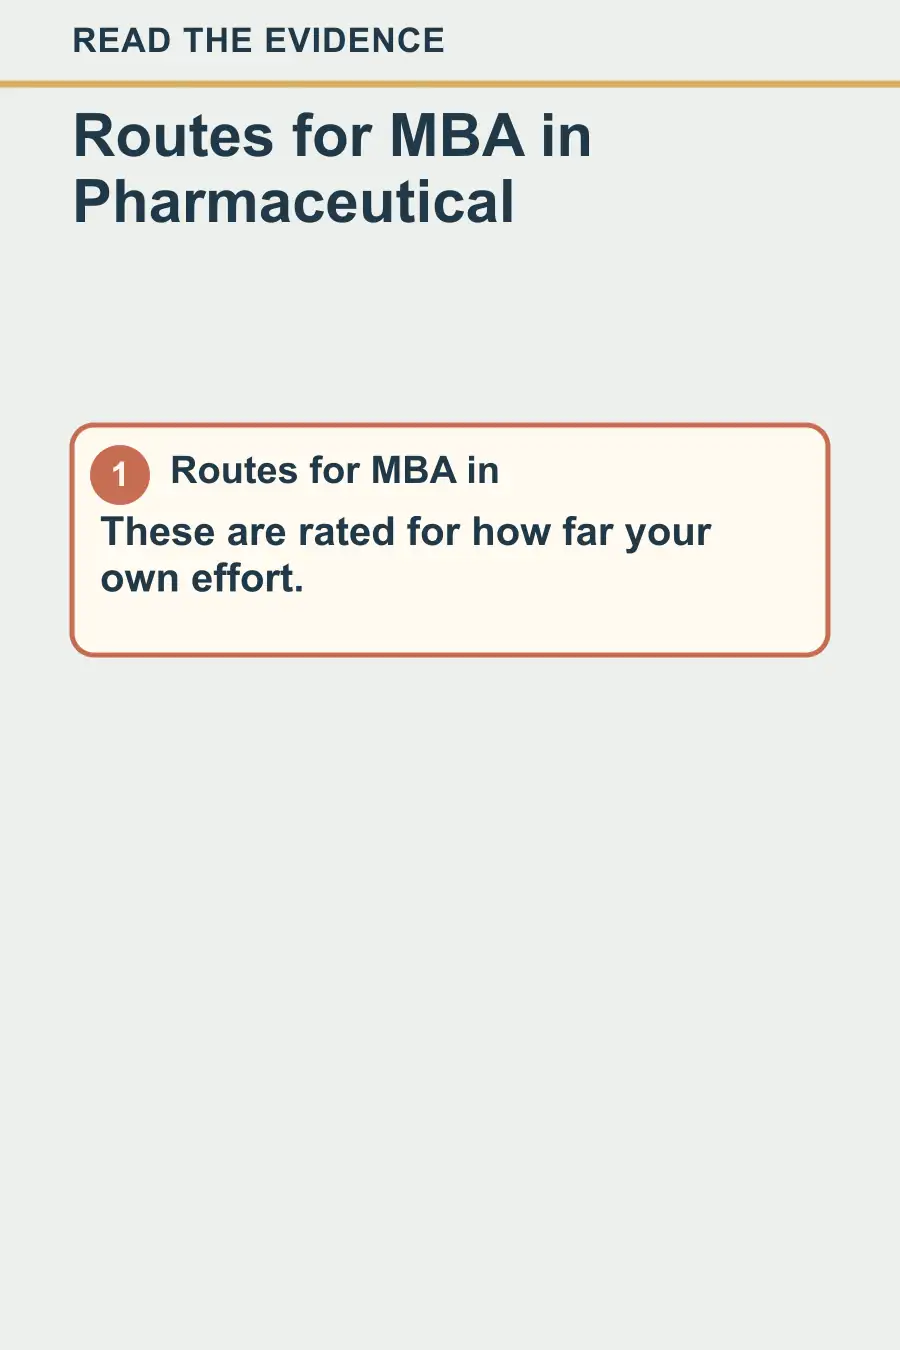 READ THE EVIDENCE
Routes for MBA in
Pharmaceutical
1 Routes for MBA in
These are rated for how far your
own effort.